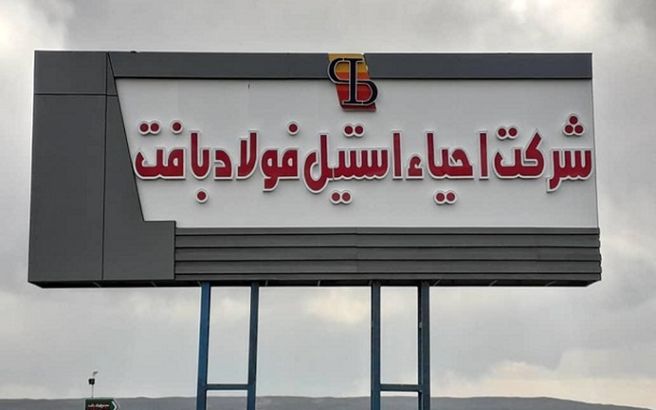 شرکت احیاء استیل فولاد بافت